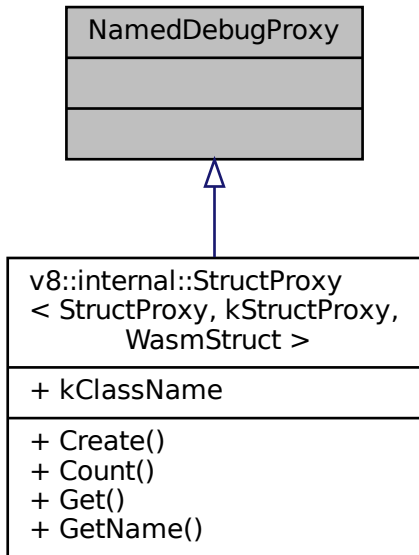 NamedDebugProxy
v8::internal::StructProxy
< StructProxy, kStructProxy,
WasmStruct >
+ kClassName
+ Create()
+ Count()
+ Get()
+ GetName()